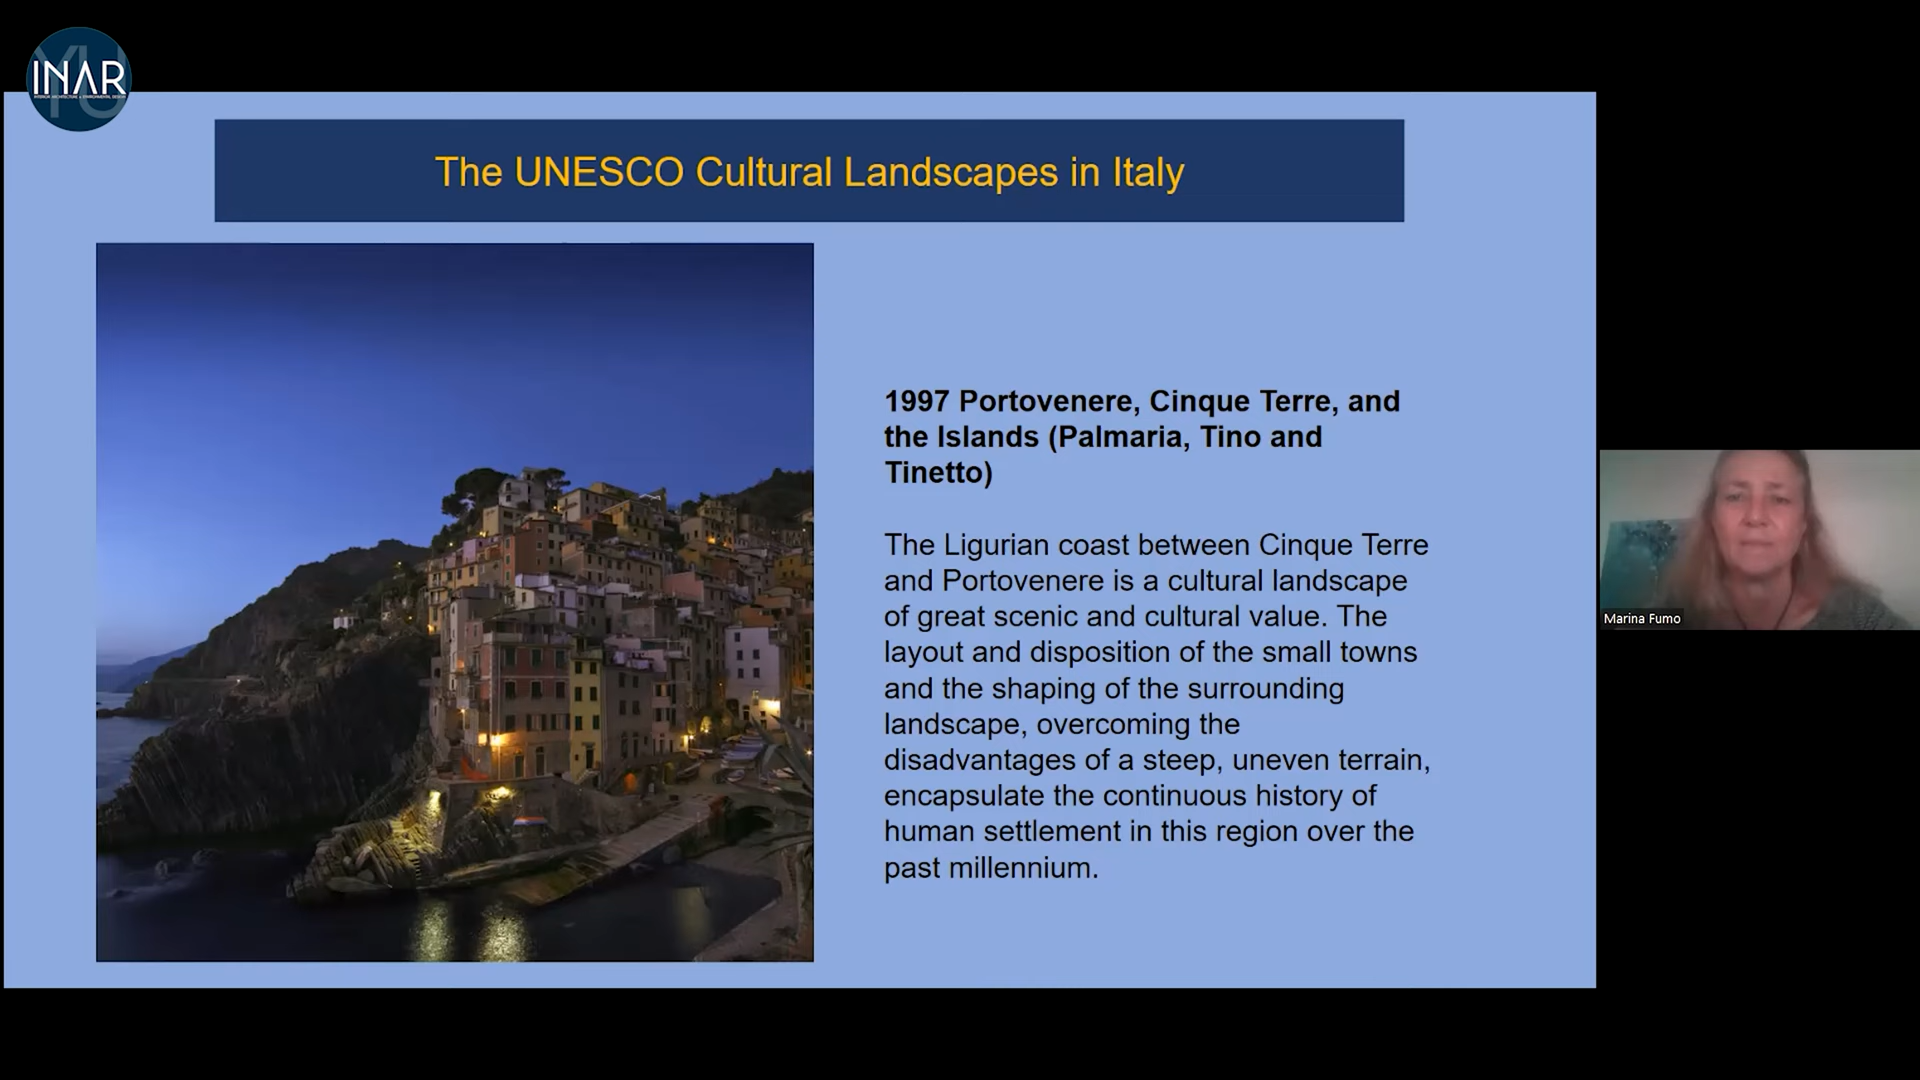 INAR
The UNESCO Cultural Landscapes in Italy
1997 Portovenere, Cinque Terre, and
the Islands (Palmaria, Tino and
Tinetto)
The Ligurian coast between Cinque Terre
and Portovenere is a cultural landscape
of great scenic and cultural value. The
layout and disposition of the small towns
and the shaping of the surrounding
landscape, overcoming the
disadvantages of a steep, uneven terrain,
encapsulate the continuous history of
human settlement in this region over the
past millennium.
Marina Fumo